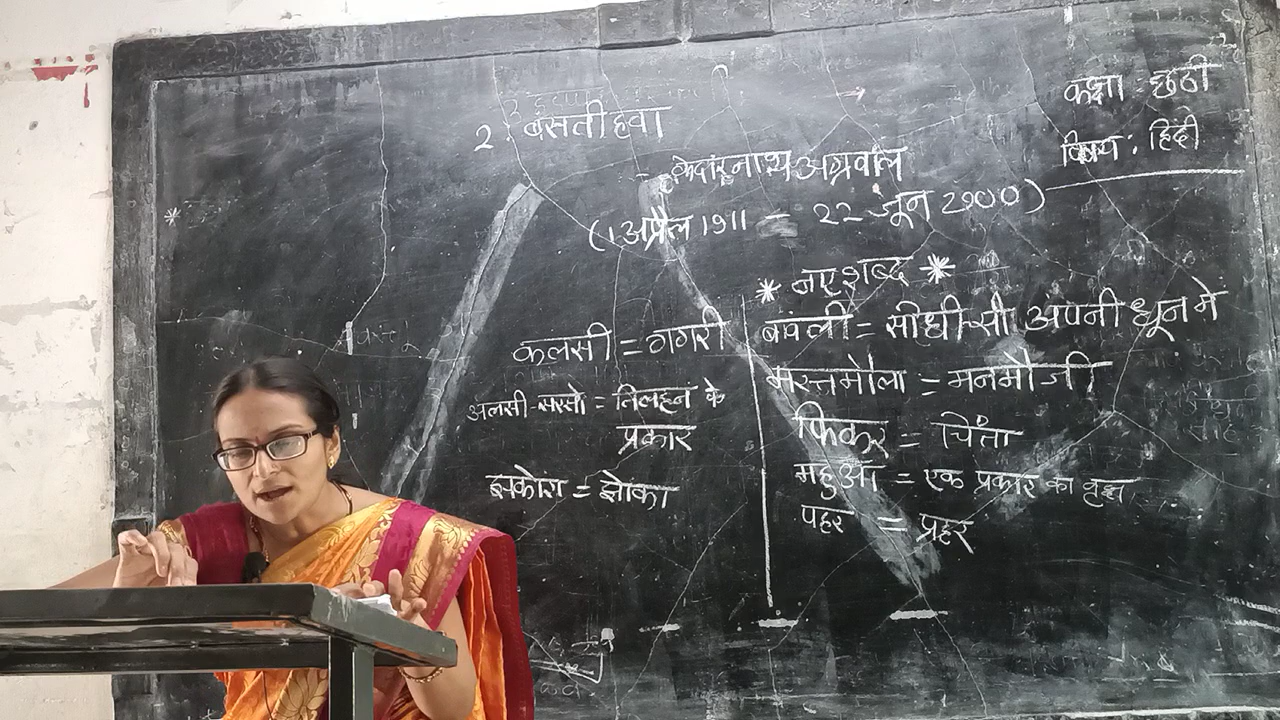 कक्षा : छठी
विषय : हिंदी
2. बसंती हवा
- केदारनाथ अग्रवाल
(1 अप्रैल 1911 = 22 जून 2000)
* नए शब्द *
बावली = सीधी-सी अपनी धून मे
मस्तमौला = मनमौजी
फिकर = चिंता
महुआ = एक प्रकार का वृक्ष
पहर = प्रहर
कलसी = गगरी
अलसी-सरसो = तिलहन के
प्रकार
झकोरा = झोका